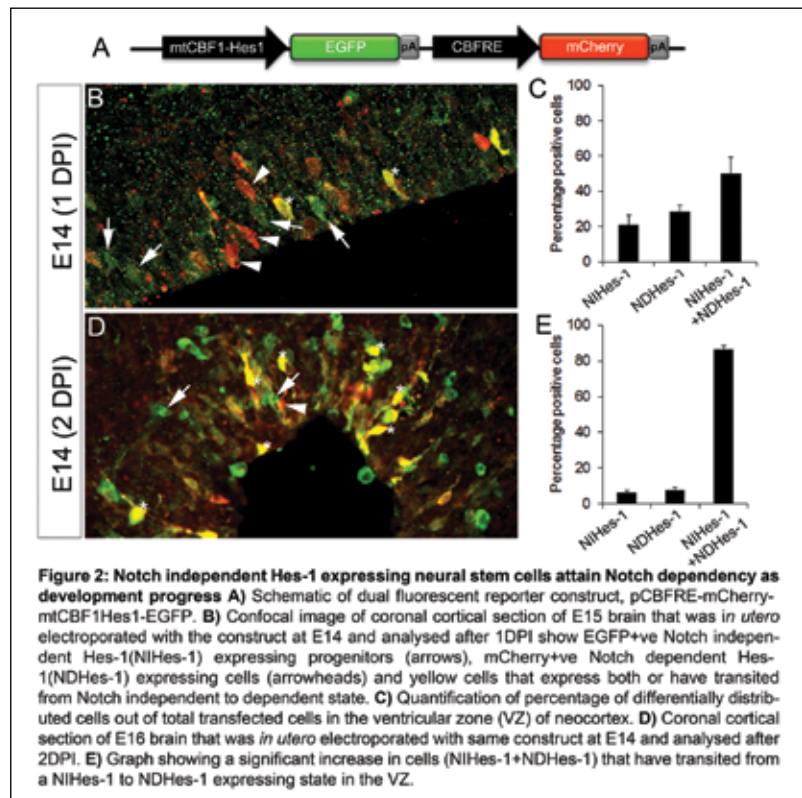 A
mtCBF1-Hes1 EGFP pA CBFRE mCherry pA
E14 (1 DPI)
B
C
Percentage positive cells
100
80
60
40
20
0
NIHes-1
NDHes-1
NIHes-1
+NDHes-1
E14 (2 DPI)
D
E
Percentage positive cells
100
80
60
40
20
0
NIHes-1
NDHes-1
NIHes-1
+NDHes-1
Figure 2: Notch independent Hes-1 expressing neural stem cells attain Notch dependency as
development progress A) Schematic of dual fluorescent reporter construct, pCBFRE-mCherry-
mtCBF1Hes1-EGFP. B) Confocal image of coronal cortical section of E15 brain that was in utero
electroporated with the construct at E14 and analysed after 1DPI show EGFP+ve Notch indepen-
dent Hes-1(NIHes-1) expressing progenitors (arrows), mCherry+ve Notch dependent Hes-
1(NDHes-1) expressing cells (arrowheads) and yellow cells that express both or have transited
from Notch independent to dependent state. C) Quantification of percentage of differentially distrib-
uted cells out of total transfected cells in the ventricular zone (VZ) of neocortex. D) Coronal cortical
section of E16 brain that was in utero electroporated with same construct at E14 and analysed after
2DPI. E) Graph showing a significant increase in cells (NIHes-1+NDHes-1) that have transited from
a NIHes-1 to NDHes-1 expressing state in the VZ.